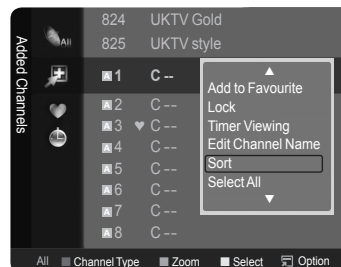 Added Channels
All
824 UKTV Gold
825 UKTV style
A 1 C --
A 2 C --
A 3 ♥ C --
A 4 C --
A 5 C --
A 6 C --
A 7 C --
A 8 C --
▲
Add to Favourite
Lock
Timer Viewing
Edit Channel Name
Sort
Select All
▼
All Channel Type Zoom Select Option